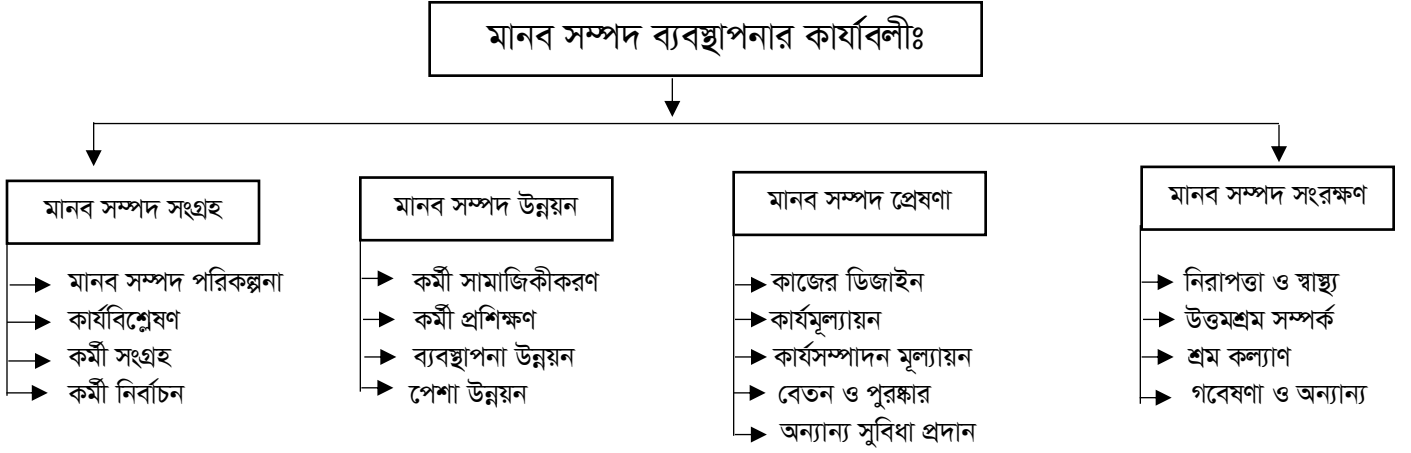 মানব সম্পদ ব্যবস্থাপনার কার্যাবলীঃ
মানব সম্পদ সংগ্রহ
মানব সম্পদ পরিকল্পনা
কার্যবিশ্লেষণ
কর্মী সংগ্রহ
কর্মী নির্বাচন
মানব সম্পদ উন্নয়ন
কর্মী সামাজিকীকরণ
কর্মী প্রশিক্ষণ
ব্যবস্থাপনা উন্নয়ন
পেশা উন্নয়ন
মানব সম্পদ প্রেষণা
কাজের ডিজাইন
কার্যমূল্যায়ন
কার্যসম্পাদন মূল্যায়ন
বেতন ও পুরষ্কার
অন্যান্য সুবিধা প্রদান
মানব সম্পদ সংরক্ষণ
নিরাপত্তা ও স্বাস্থ্য
উত্তমশ্রম সম্পর্ক
শ্রম কল্যাণ
গবেষণা ও অন্যান্য